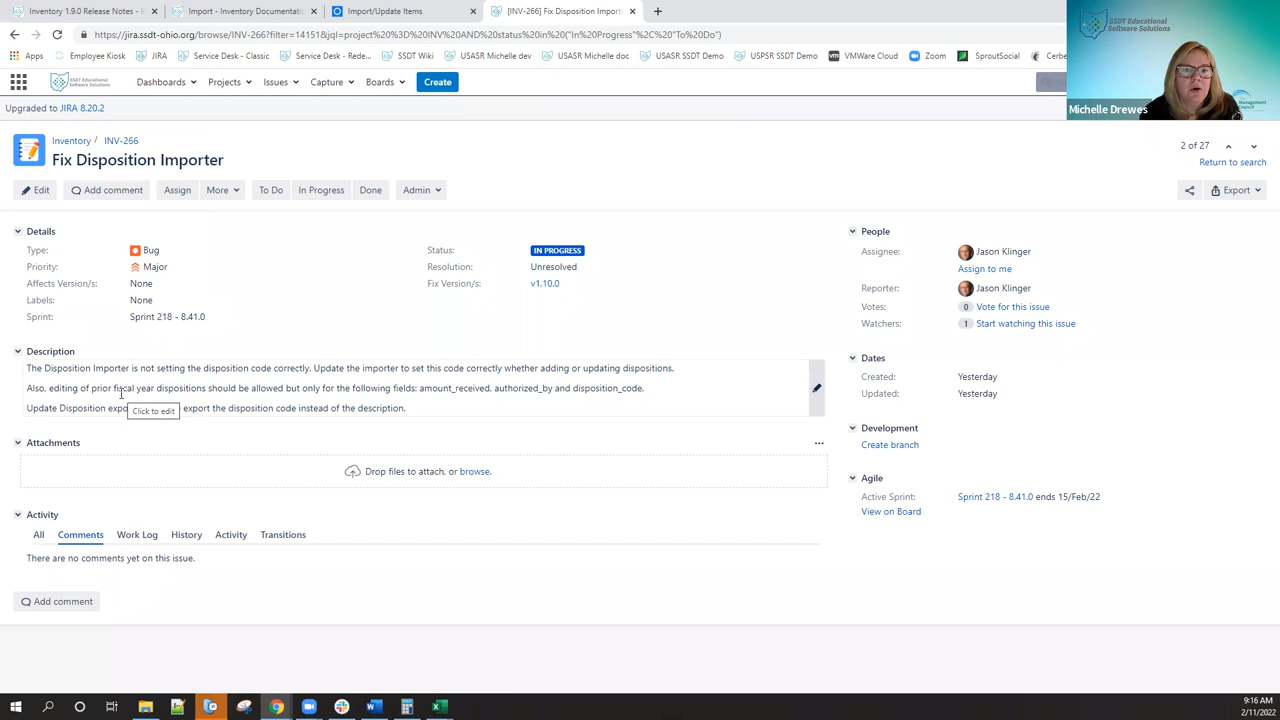 Inventory 1.9.0 Release Notes - In
Import - Inventory Documentatio
Import/Update Items
[INV-266] Fix Disposition Importe
https://jira.ssdt-ohio.org/browse/INV-266?filter=14151&jql=project
20INV%20AND%20status%20in%20("In%20Progress"%2C%20"To%20Do")
Apps
Employee Kiosk
JIRA
Service Desk - Classic
Service Desk - Rede...
SSDT Wiki
USASR Michelle dev
USPSR Michelle doc
USASR SSDT Demo
USPSR SSDT Demo
VMWare Cloud
Zoom
SproutSocial
Cerbe
SSDT Educational
Software Solutions
Dashboards
Projects
Issues
Capture
Boards
Create
Management
Council
Michelle Drewes
Upgraded to JIRA 8.20.2
Inventory / INV-266
Fix Disposition Importer
2 of 27
Return to search
Edit
Add comment
Assign
More
To Do
In Progress
Done
Admin
Export
Details
Type: Bug
Priority: Major
Affects Version/s: None
Labels: None
Sprint: Sprint 218 - 8.41.0
Status: IN PROGRESS
Resolution: Unresolved
Fix Version/s: v1.10.0
People
Assignee: Jason Klinger
Assign to me
Reporter: Jason Klinger
Votes: 0 Vote for this issue
Watchers: 1 Start watching this issue
Description
The Disposition Importer is not setting the disposition code correctly. Update the importer to set this code correctly whether adding or updating dispositions.
Also, editing of prior fiscal year dispositions should be allowed but only for the following fields: amount_received, authorized_by and disposition_code.
Update Disposition expo
export the disposition code instead of the description.
Click to edit
Dates
Created: Yesterday
Updated: Yesterday
Development
Create branch
Attachments
Drop files to attach, or browse.
Agile
Active Sprint: Sprint 218 - 8.41.0 ends 15/Feb/22
View on Board
Activity
All
Comments
Work Log
History
Activity
Transitions
There are no comments yet on this issue.
Add comment
9:16 AM
2/11/2022